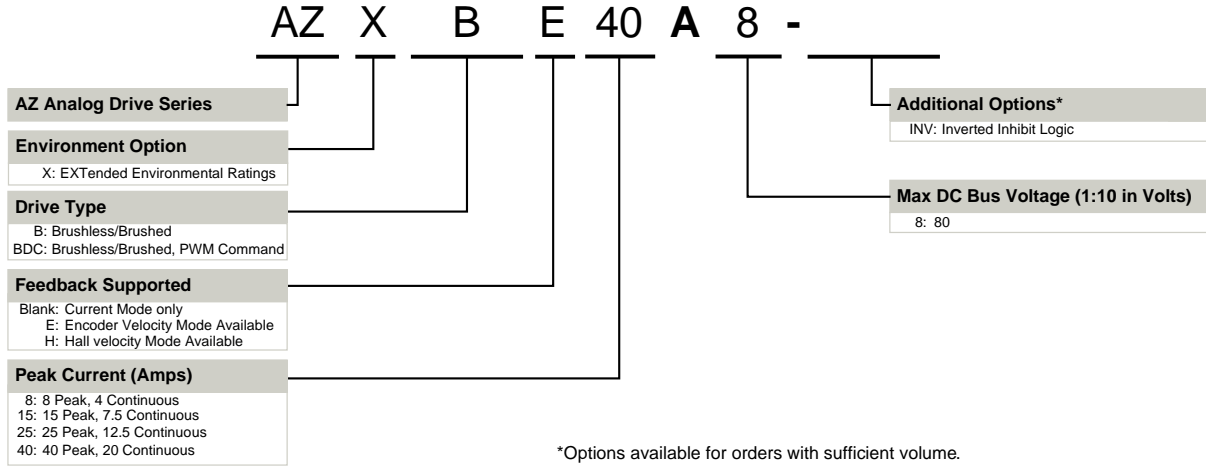 AZ X B E 40 A 8 -
AZ Analog Drive Series
Environment Option
X: EXTended Environmental Ratings
Drive Type
B: Brushless/Brushed
BDC: Brushless/Brushed, PWM Command
Feedback Supported
Blank: Current Mode only
E: Encoder Velocity Mode Available
H: Hall velocity Mode Available
Peak Current (Amps)
8: 8 Peak, 4 Continuous
15: 15 Peak, 7.5 Continuous
25: 25 Peak, 12.5 Continuous
40: 40 Peak, 20 Continuous
Additional Options*
INV: Inverted Inhibit Logic
Max DC Bus Voltage (1:10 in Volts)
8: 80
*Options available for orders with sufficient volume.